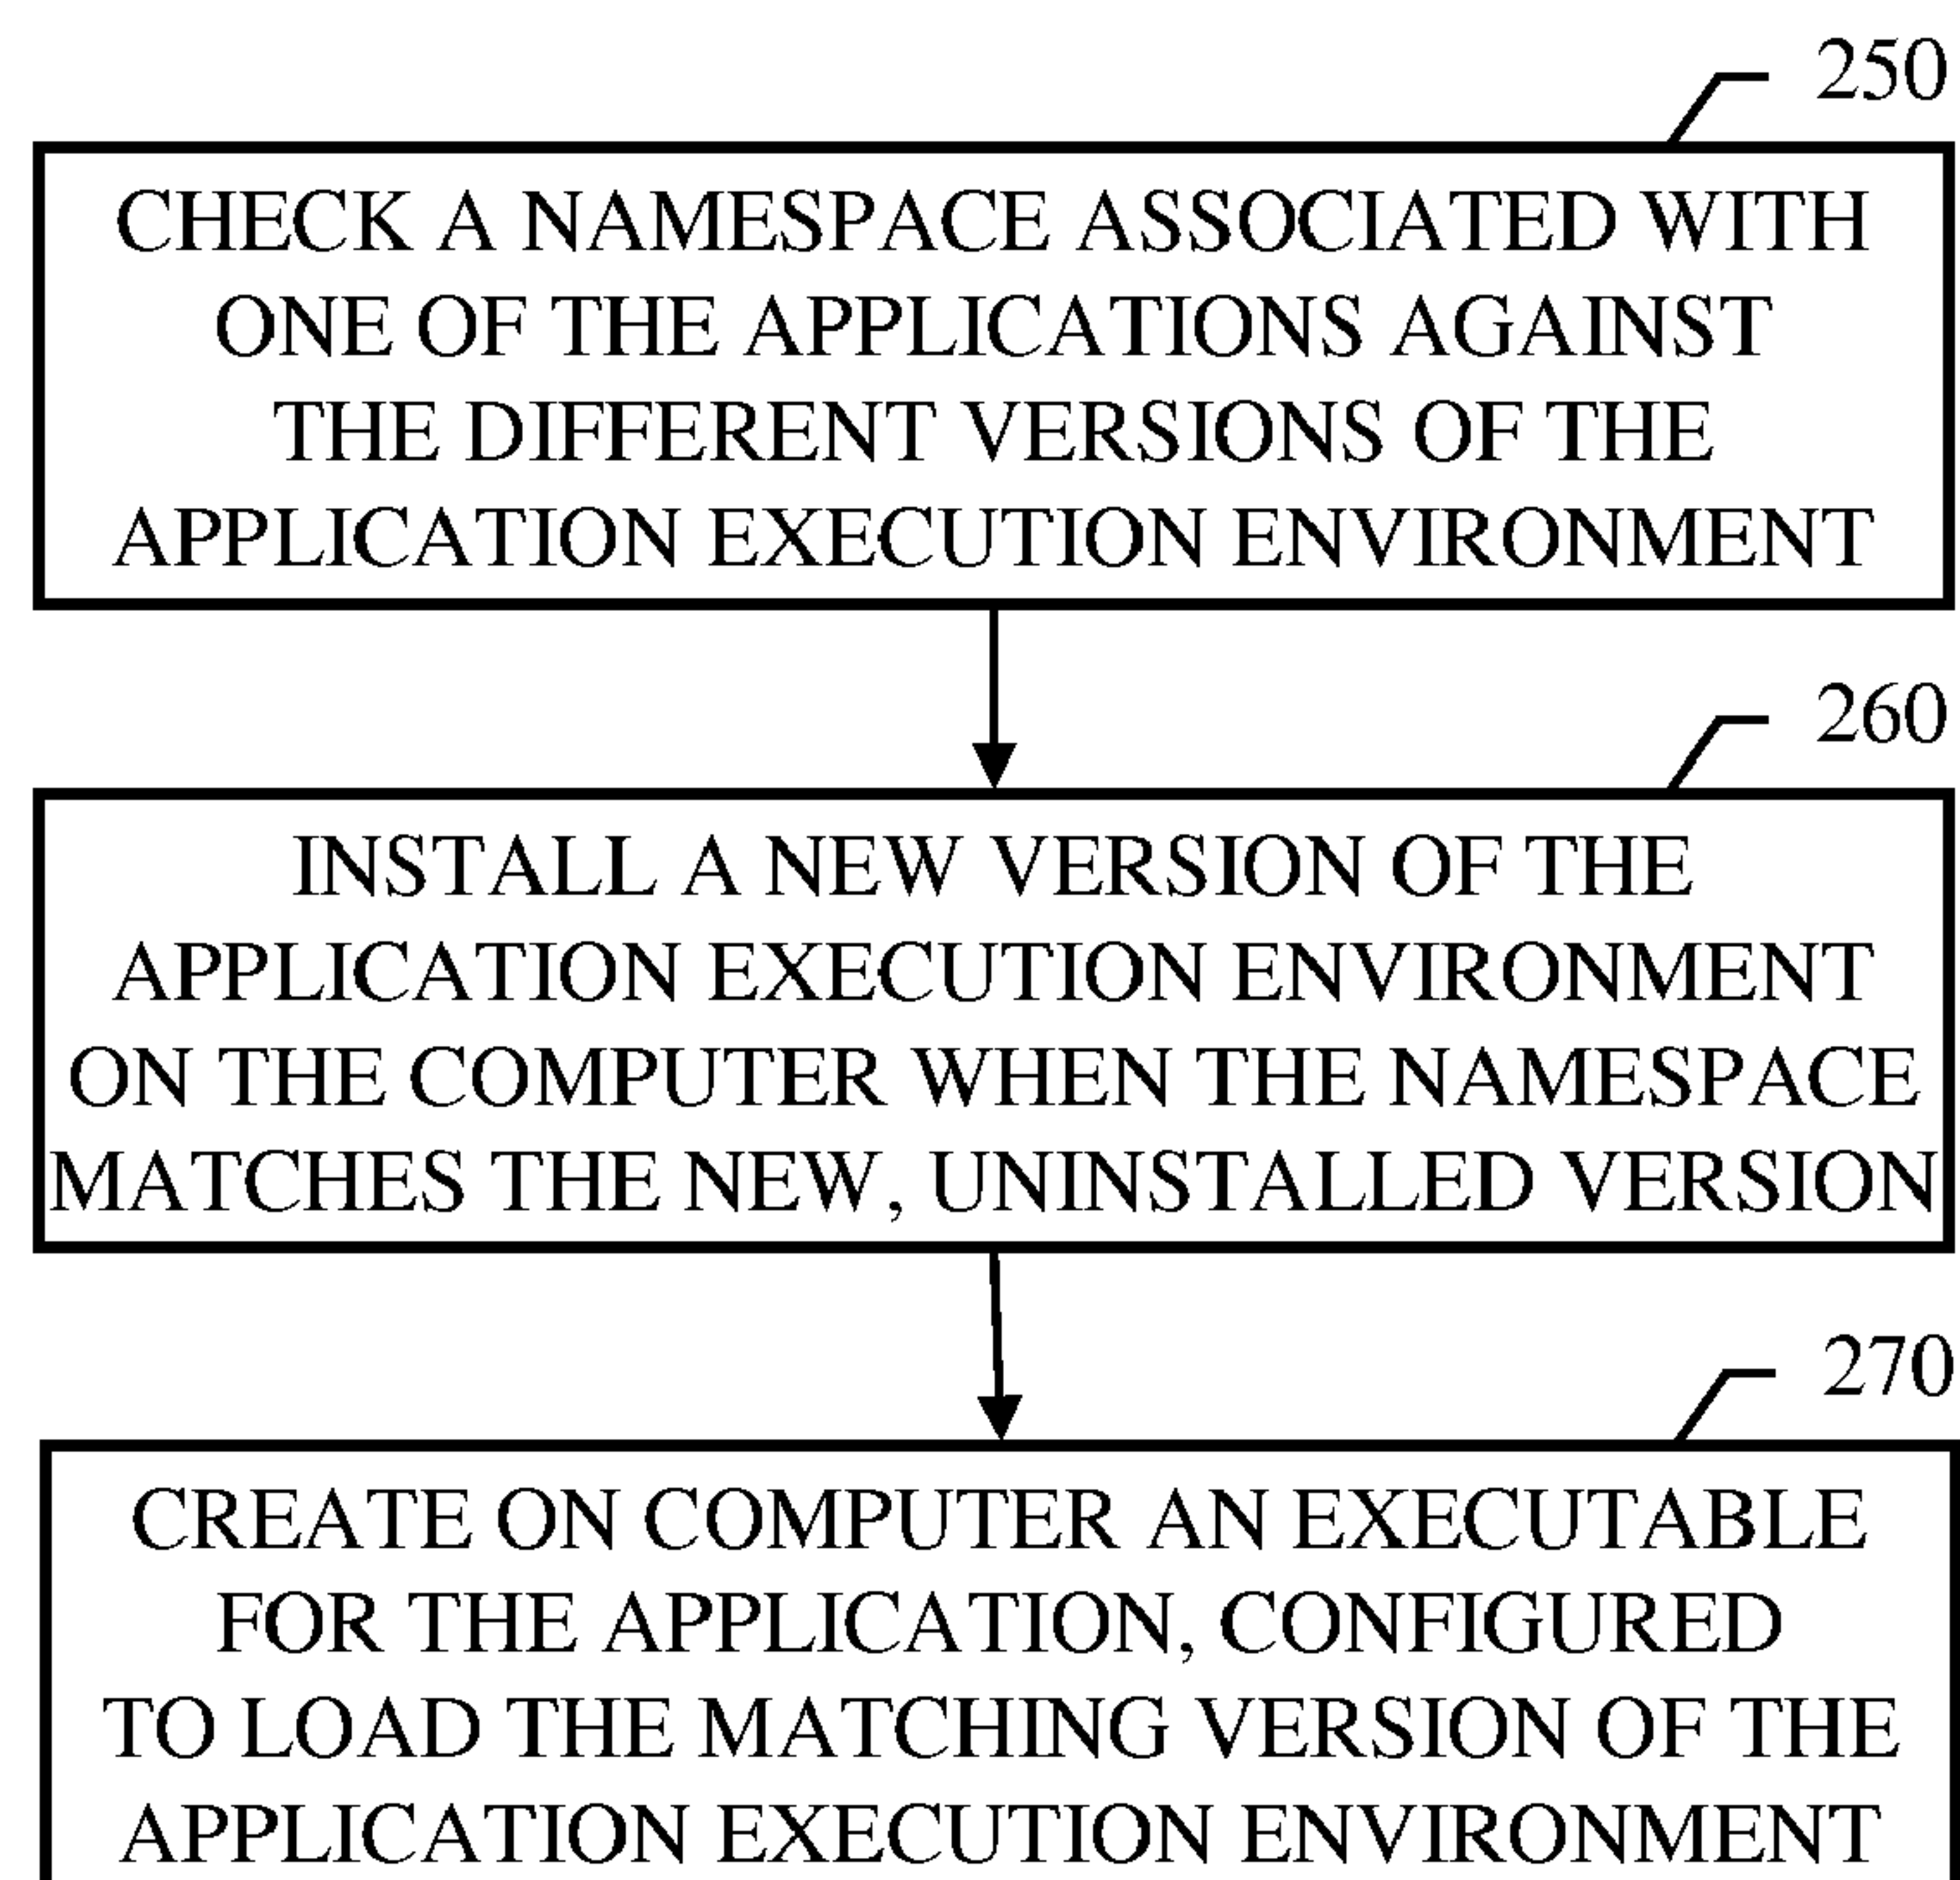 250
CHECK A NAMESPACE ASSOCIATED WITH
ONE OF THE APPLICATIONS AGAINST
THE DIFFERENT VERSIONS OF THE
APPLICATION EXECUTION ENVIRONMENT
260
INSTALL A NEW VERSION OF THE
APPLICATION EXECUTION ENVIRONMENT
ON THE COMPUTER WHEN THE NAMESPACE
MATCHES THE NEW, UNINSTALLED VERSION
270
CREATE ON COMPUTER AN EXECUTABLE
FOR THE APPLICATION, CONFIGURED
TO LOAD THE MATCHING VERSION OF THE
APPLICATION EXECUTION ENVIRONMENT